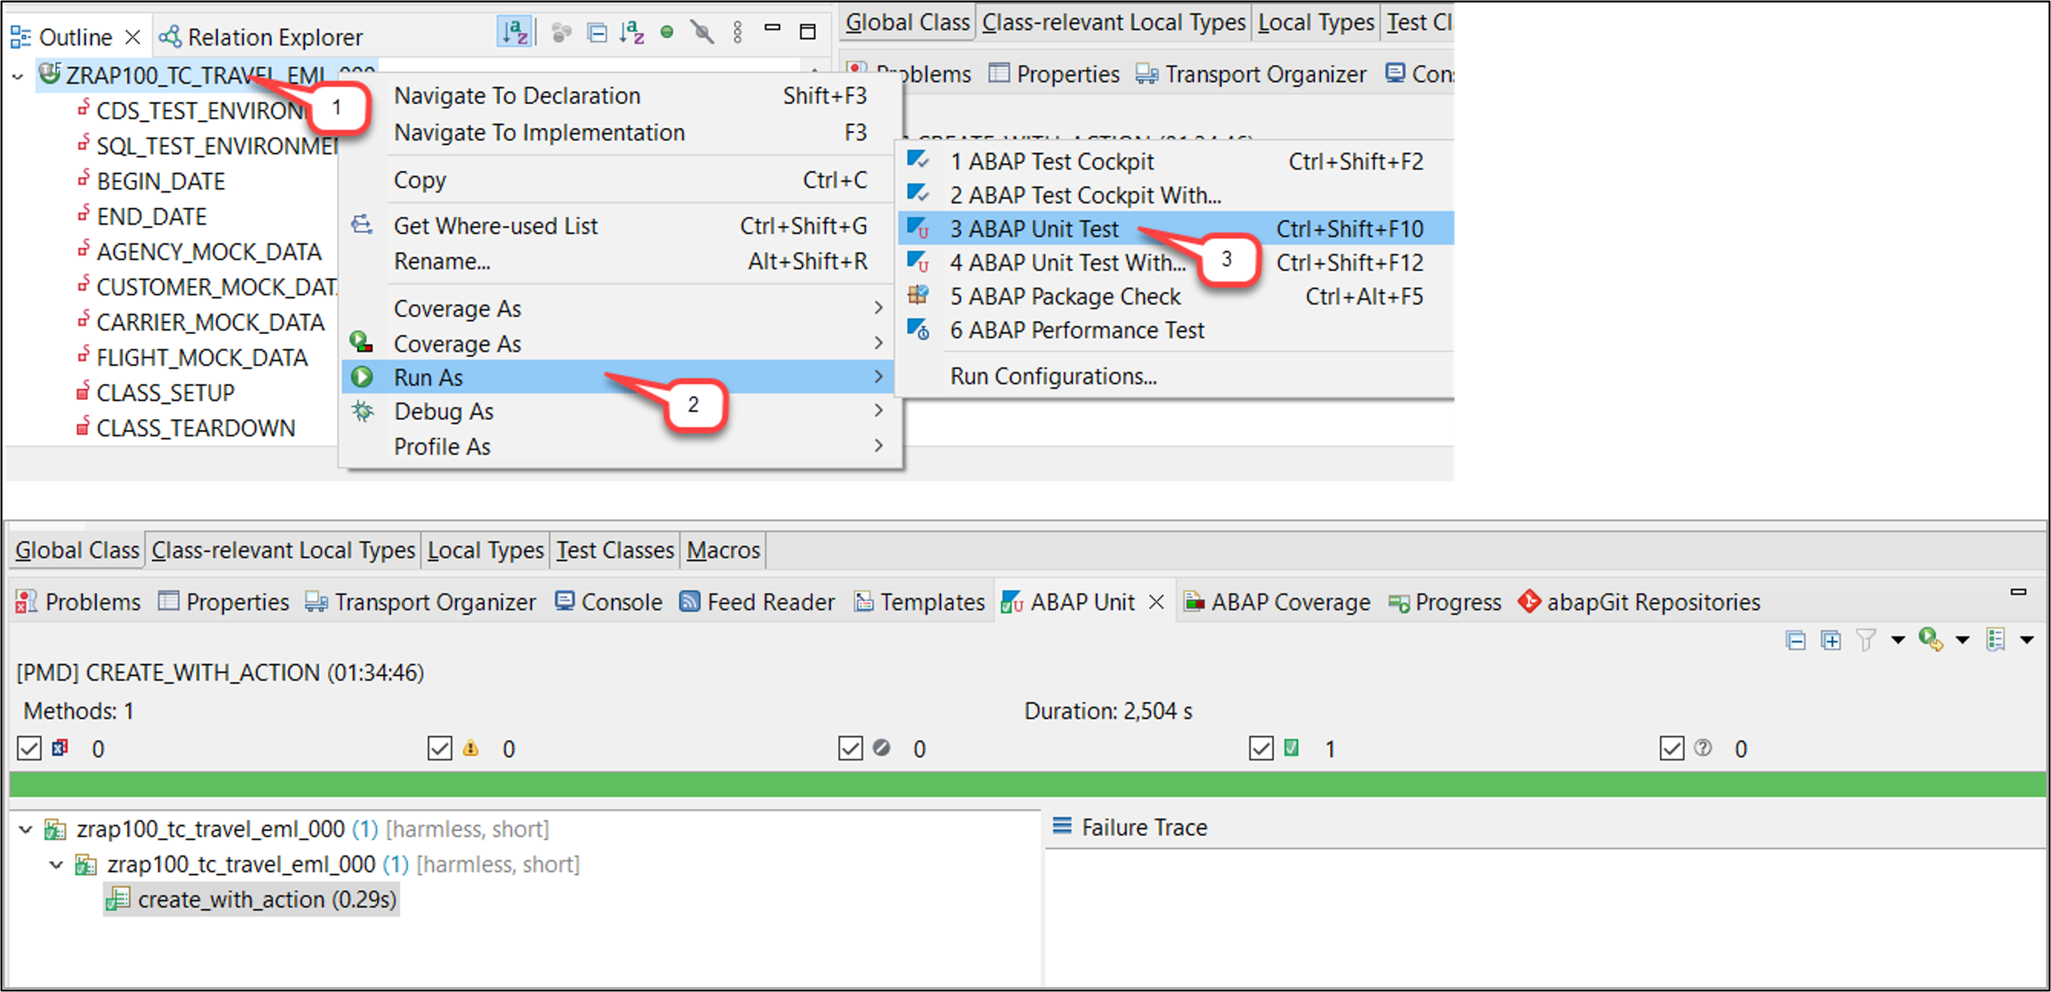 Outline
Relation Explorer
Global Class Class-relevant Local Types Local Types Test Cl
ZRAP100_TC_TRAVEL_EML_000
1
CDS_TEST_ENVIRON
SQL_TEST_ENVIRONME
BEGIN_DATE
END_DATE
AGENCY_MOCK_DATA
CUSTOMER_MOCK_DAT
CARRIER_MOCK_DATA
FLIGHT_MOCK_DATA
CLASS_SETUP
CLASS_TEARDOWN
Navigate To Declaration Shift+F3
Navigate To Implementation F3
Copy Ctrl+C
Get Where-used List Ctrl+Shift+G
Rename... Alt+Shift+R
Coverage As
Coverage As
Run As
2
Debug As
Profile As
oblems Properties Transport Organizer Con
CREATE_WITH_ACTION (01:34:46)
1 ABAP Test Cockpit Ctrl+Shift+F2
2 ABAP Test Cockpit With...
3 ABAP Unit Test Ctrl+Shift+F10
3
4 ABAP Unit Test With... Ctrl+Shift+F12
5 ABAP Package Check Ctrl+Alt+F5
6 ABAP Performance Test
Run Configurations...
Global Class Class-relevant Local Types Local Types Test Classes Macros
Problems Properties Transport Organizer Console Feed Reader Templates ABAP Unit ABAP Coverage Progress abapGit Repositories
[PMD] CREATE_WITH_ACTION (01:34:46)
Methods: 1 Duration: 2,504 s
0 0 0 1 0
zrap100_tc_travel_eml_000 (1) [harmless, short]
zrap100_tc_travel_eml_000 (1) [harmless, short]
create_with_action (0.29s)
Failure Trace